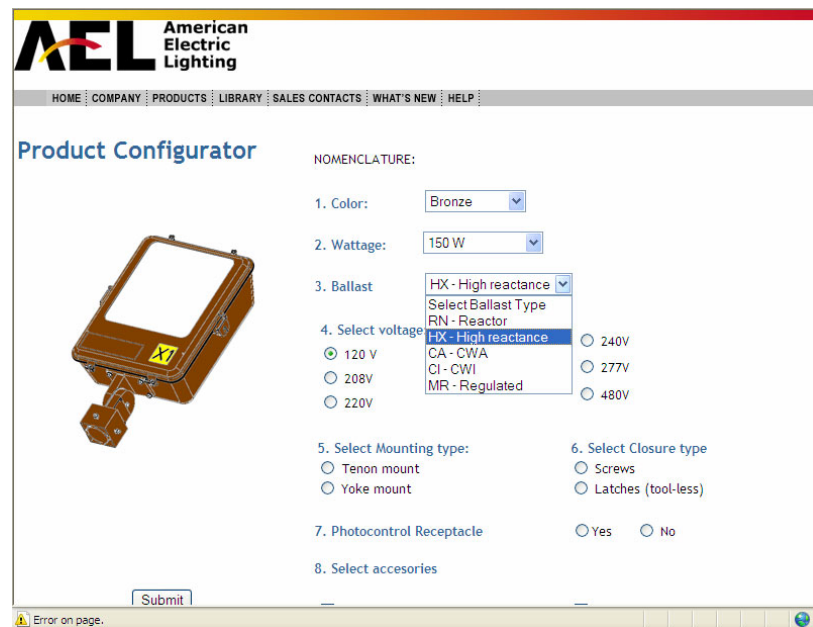 AEL American
Electric
Lighting
HOME COMPANY PRODUCTS LIBRARY SALES CONTACTS WHAT'S NEW HELP
Product Configurator
NOMENCLATURE:
1. Color: Bronze
2. Wattage: 150 W
3. Ballast HX - High reactance
Select Ballast Type
RN - Reactor
HX - High reactance
CA - CWA
CI - CWI
MR - Regulated
4. Select voltage
120 V
208V
220V
240V
277V
480V
X1
5. Select Mounting type:
Tenon mount
Yoke mount
6. Select Closure type
Screws
Latches (tool-less)
7. Photocontrol Receptacle Yes No
8. Select accesories
Submit
Error on page.